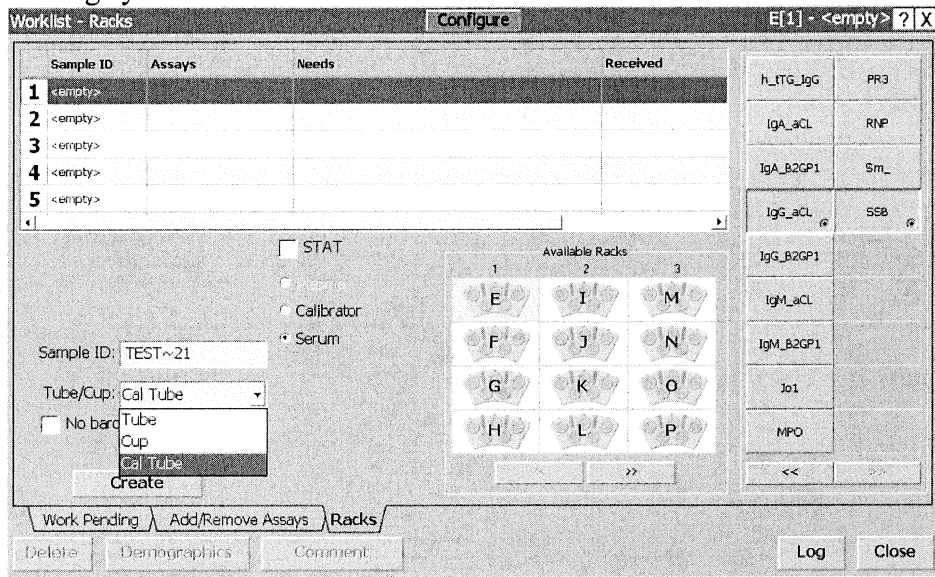 Worklist - Racks Configure E[1] - <empty> ? X
Sample ID Assays Needs Received
1 <empty>
2 <empty>
3 <empty>
4 <empty>
5 <empty>
STAT
Calibrator
Serum
Sample ID: TEST~21
Tube/Cup: Cal Tube
No barc
Tube
Cup
Cal Tube
Create
Available Racks
1 2 3
E I M
F J N
G K O
H L P
>>
h_tTG_IgG PR3
IgA_aCL RNP
IgA_B2GP1 Sm_
IgG_aCL SSB
IgG_B2GP1
IgM_aCL
IgM_B2GP1
Jo1
MPO
<< >>
Work Pending Add/Remove Assays Racks
Delete Demographics Comment Log Close